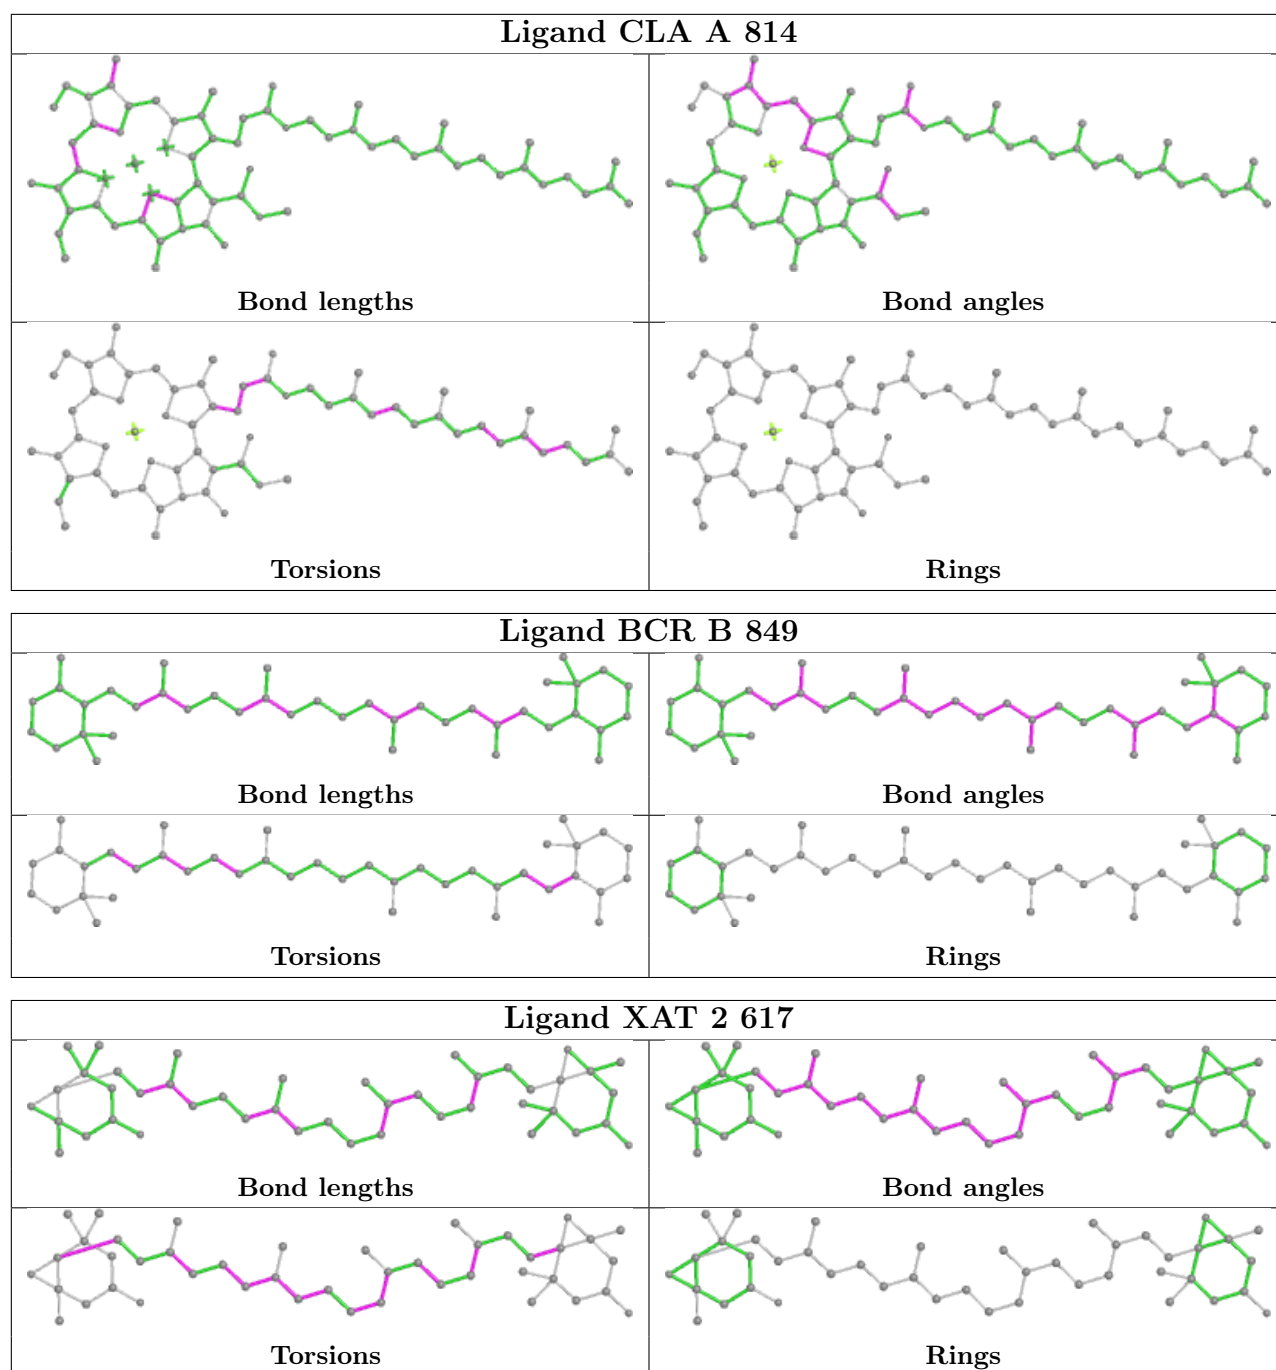 Ligand CLA A 814
Bond lengths
Bond angles
Torsions
Rings
Ligand BCR B 849
Bond lengths
Bond angles
Torsions
Rings
Ligand XAT 2 617
Bond lengths
Bond angles
Torsions
Rings